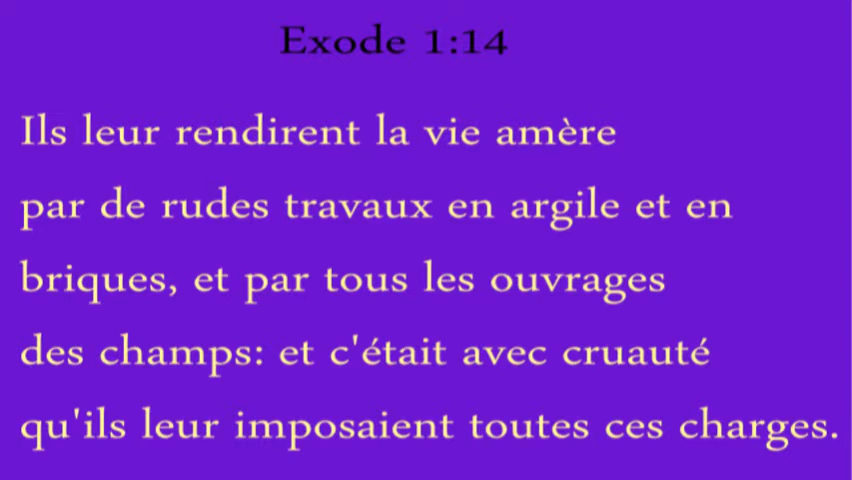 Exode 1:14
Ils leur rendirent la vie amère
par de rudes travaux en argile et en
briques, et par tous les ouvrages
des champs: et c'était avec cruauté
qu'ils leur imposaient toutes ces charges.